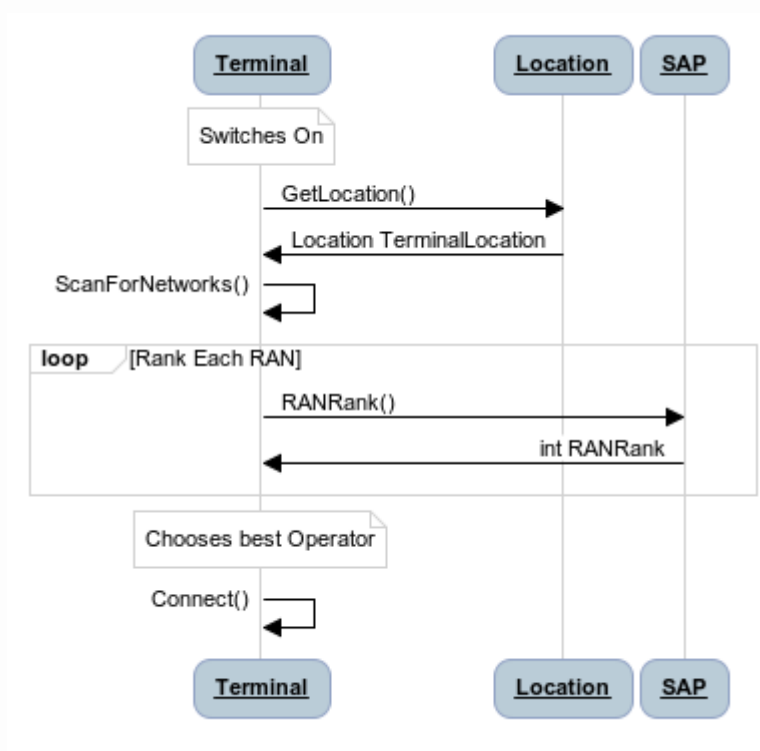 Terminal Location SAP
Switches On
GetLocation()
Location TerminalLocation
ScanForNetworks()
loop [Rank Each RAN]
RANRank()
int RANRank
Chooses best Operator
Connect()
Terminal Location SAP